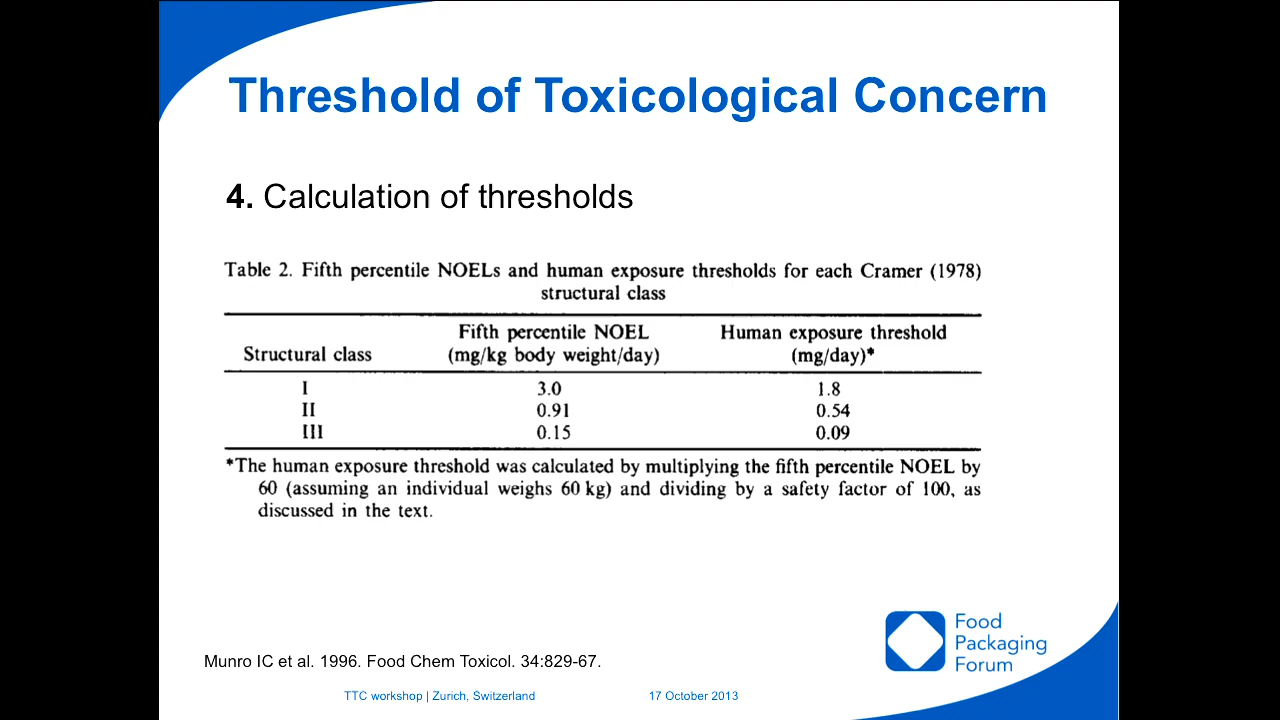 Threshold of Toxicological Concern
4. Calculation of thresholds
Table 2. Fifth percentile NOELs and human exposure thresholds for each Cramer (1978)
structural class
Structural class Fifth percentile NOEL (mg/kg body weight/day) Human exposure threshold (mg/day)*
I 3.0 1.8
II 0.91 0.54
III 0.15 0.09
*The human exposure threshold was calculated by multiplying the fifth percentile NOEL by
60 (assuming an individual weighs 60 kg) and dividing by a safety factor of 100, as
discussed in the text.
Food
Packaging
Forum
Munro IC et al. 1996. Food Chem Toxicol. 34:829-67.
TTC workshop | Zurich, Switzerland 17 October 2013